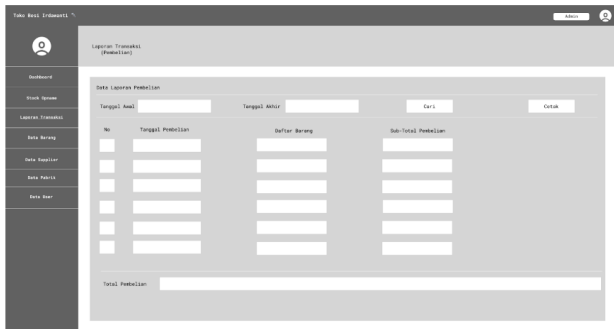 Toko Besi Irdamanti
Admin
Laporan Transaksi
(Pembelian)
Dashboard
Stock Opname
Laporan Transaksi
Data Barang
Data Supplier
Data Pabrik
Data User
Data Laporan Pembelian
Tanggal Awal
Tanggal Akhir
Cari
Cetak
No
Tanggal Pembelian
Daftar Barang
Sub-Total Pembelian
Total Pembelian